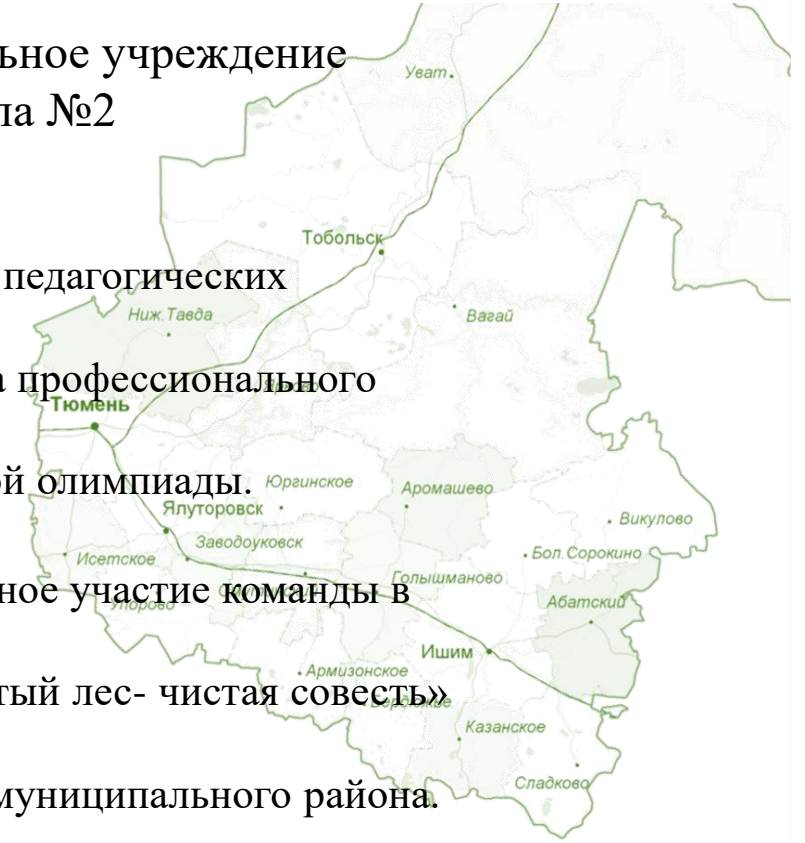 ьное учреждение
Уват
ла №2
Тобольск
педагогических
Ниж.Тавда
Вагай
а профессионального
Тюмень
ой олимпиады.
Юргинское
Аромашево
Ялуторовск
Викулово
Заводоуковск
Бол.Сорокино
Исетское
Голышманово
ное участие команды в
Упорово
Абатский
Ишим
Армизонское
тый лес- чистая совесть»
Бердюжье
Казанское
Сладково
муниципального района.